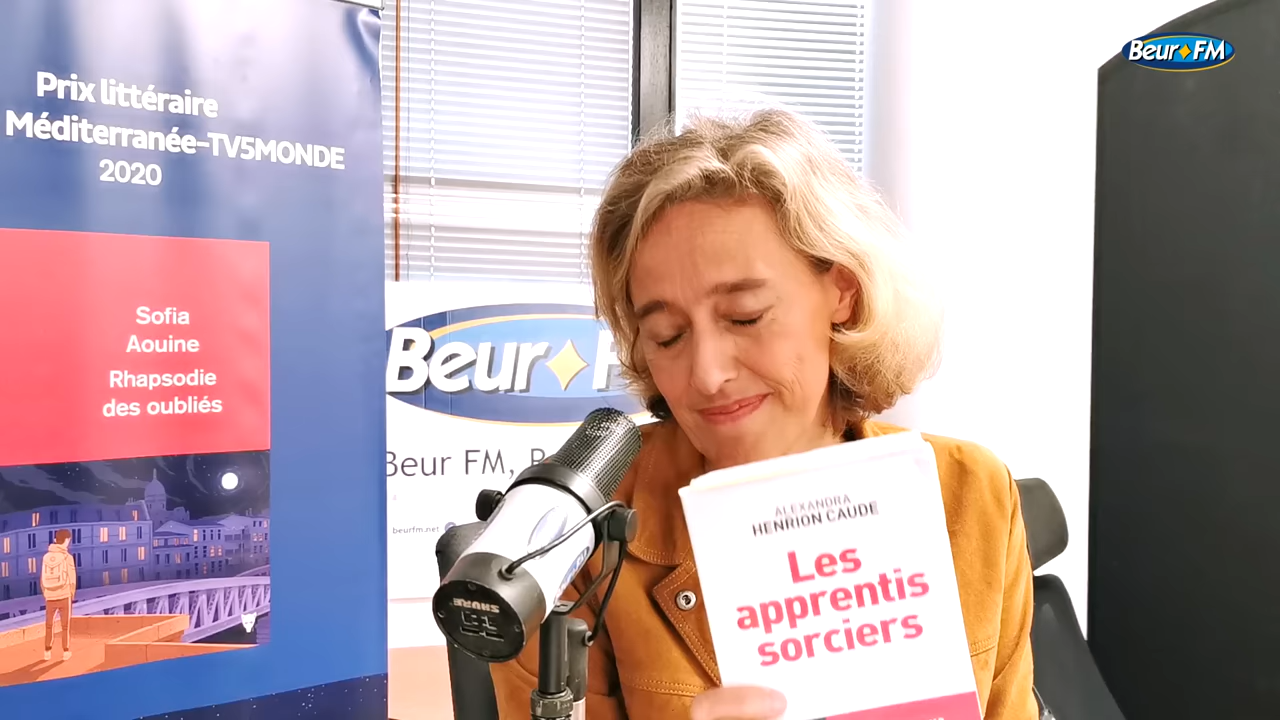 Prix littéraire
Méditerranée-TV5MONDE
2020
Sofia
Aouine
Rhapsodie
des oubliés
Beur FM
Beur F
Beur FM,
beurfm.net
SHURE
ALEXANDRA
HENRION CAUDE
Les
apprentis
sorciers